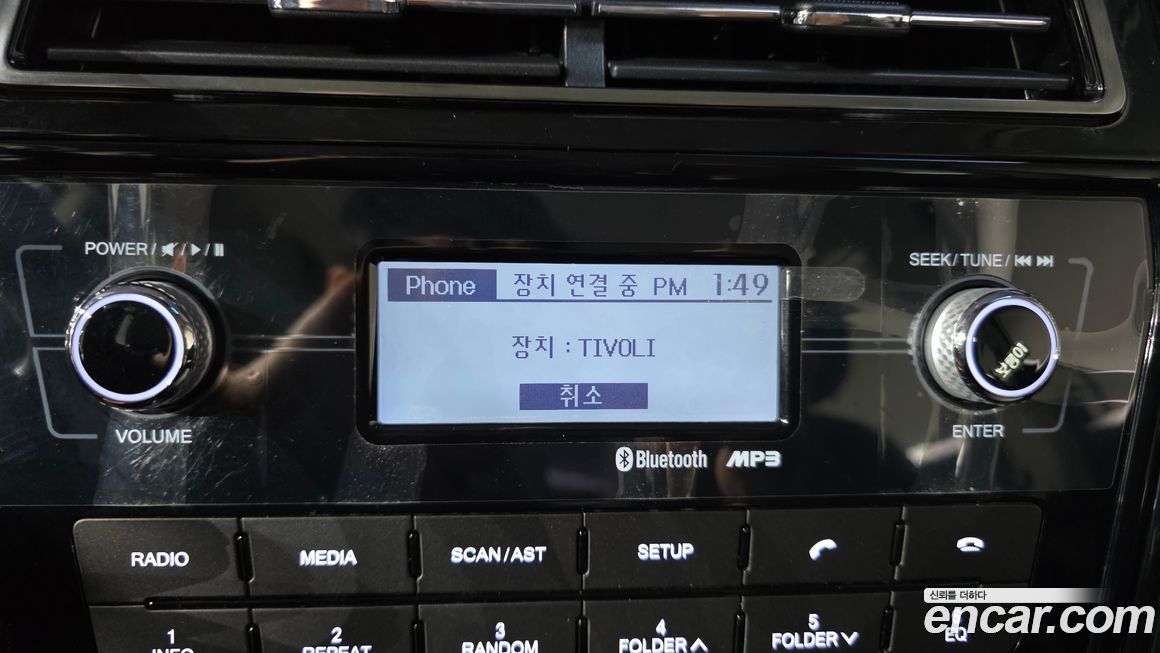 POWER / / /
SEEK/TUNE /
Phone 장치 연결 중 PM 1:49
장치 : TIVOLI
취소
VOLUME
ENTER
Bluetooth MP3
RADIO MEDIA SCAN/AST SETUP
1 2 3 4 5
INFO REPEAT RANDOM FOLDER FOLDER EQ
신뢰를 더하다
encar.com